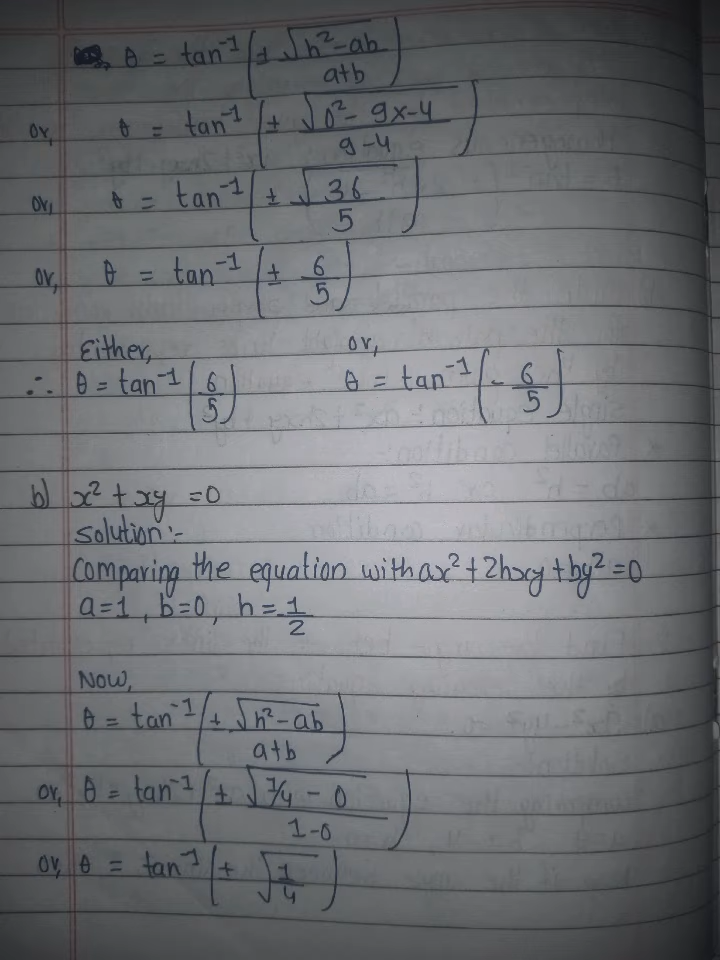 θ = tan⁻¹ (± √h²-ab / a+b)
or, θ = tan⁻¹ (± √0² - 9x-4 / 9-4)
or, θ = tan⁻¹ (± √36 / 5)
or, θ = tan⁻¹ (± 6/5)
Either, or,
∴ θ = tan⁻¹ (6/5) θ = tan⁻¹ (- 6/5)
b) x² + xy = 0
solution:-
Comparing the equation with ax² + 2hxy + by² = 0
a=1, b=0, h = 1/2
Now,
θ = tan⁻¹ (± √h²-ab / a+b)
or, θ = tan⁻¹ (± √1/4 - 0 / 1-0)
or, θ = tan⁻¹ (± √1/4)